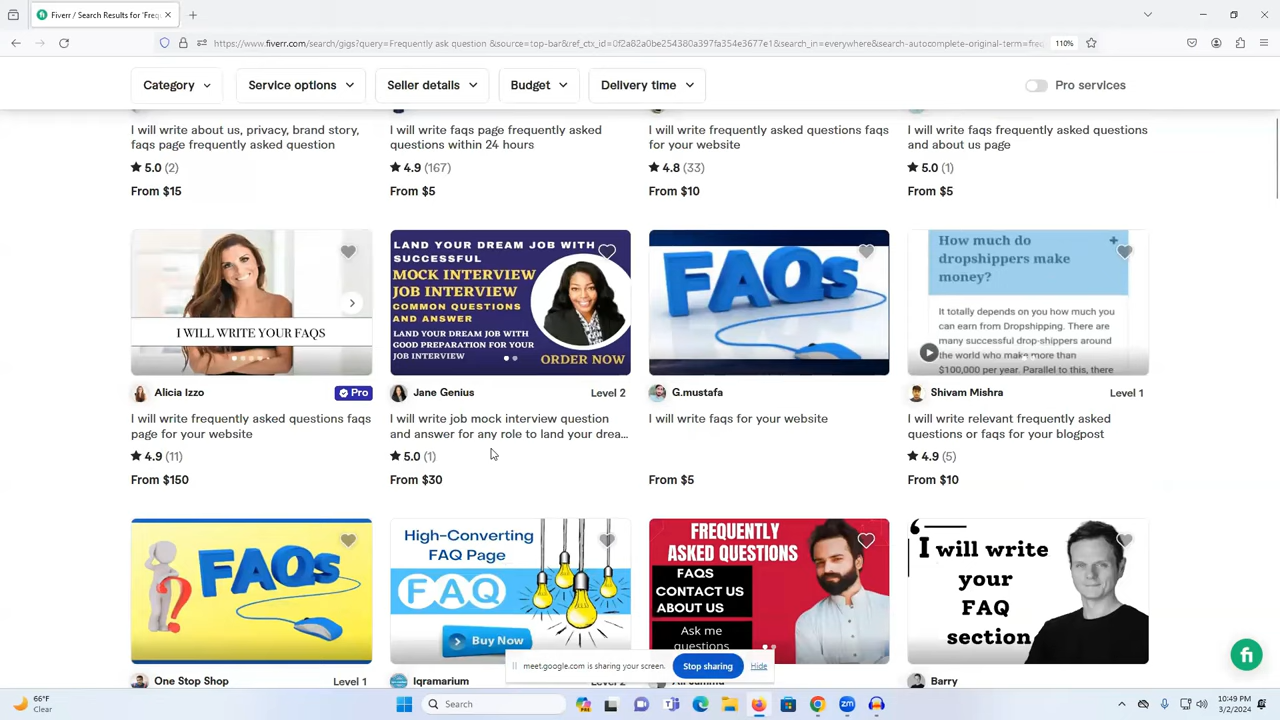 Fiverr / Search Results for 'Freq
https://www.fiverr.com/search/gigs?query=Frequently ask question &source=top-bar&ref_ctx_id=0f2a82a0be254380a397fa354e3677e1&search_in=everywhere&search-autocomplete-original-term=fre
110%
Category
Service options
Seller details
Budget
Delivery time
Pro services
I will write about us, privacy, brand story,
faqs page frequently asked question
5.0 (2)
From $15
I will write faqs page frequently asked
questions within 24 hours
4.9 (167)
From $5
I will write frequently asked questions faqs
for your website
4.8 (33)
From $10
I will write faqs frequently asked questions
and about us page
5.0 (1)
From $5
I WILL WRITE YOUR FAQS
Alicia Izzo
Pro
I will write frequently asked questions faqs
page for your website
4.9 (11)
From $150
LAND YOUR DREAM JOB WITH
SUCCESSFUL
MOCK INTERVIEW
JOB INTERVIEW
COMMON QUESTIONS
AND ANSWER
LAND YOUR DREAM JOB WITH
GOOD PREPARATION FOR YOUR
JOB INTERVIEW
ORDER NOW
Jane Genius
Level 2
I will write job mock interview question
and answer for any role to land your drea...
5.0 (1)
From $30
FAQs
G.mustafa
I will write faqs for your website
From $5
How much do
dropshippers make
money?
It totally depends on you how much you
can earn from Dropshipping. There are
many successful drop-shippers around
the world who make more than
$100,000 per year. Parallel to this, there
Shivam Mishra
Level 1
I will write relevant frequently asked
questions or faqs for your blogpost
4.9 (5)
From $10
FAQs
One Stop Shop
Level 1
High-Converting
FAQ Page
FAQ
Buy Now
Iqramarium
FREQUENTLY
ASKED QUESTIONS
FAQS
CONTACT US
ABOUT US
Ask me
questions
I will write
your
FAQ
section
Barry
meet.google.com is sharing your screen.
Stop sharing
Hide
fi
66°F
Clear
Search
10:49 PM
3/2/2024